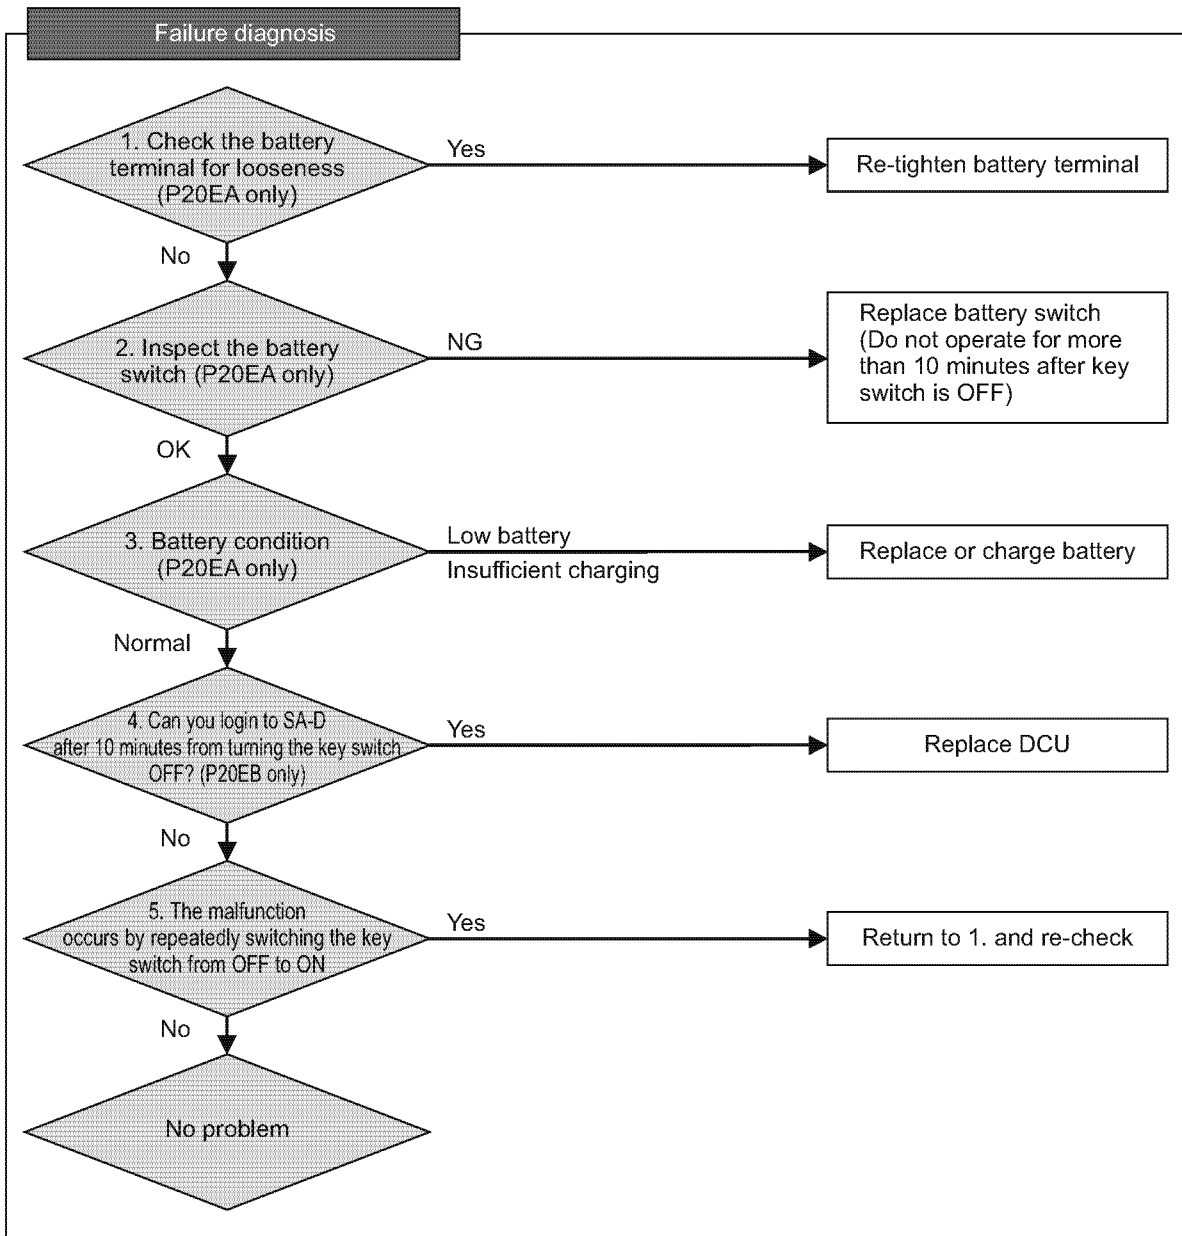 Failure diagnosis
1. Check the battery
terminal for looseness
(P20EA only)
Yes
Re-tighten battery terminal
No
2. Inspect the battery
switch (P20EA only)
NG
Replace battery switch
(Do not operate for more
than 10 minutes after key
switch is OFF)
OK
3. Battery condition
(P20EA only)
Low battery
Insufficient charging
Replace or charge battery
Normal
4. Can you login to SA-D
after 10 minutes from turning the key switch
OFF? (P20EB only)
Yes
Replace DCU
No
5. The malfunction
occurs by repeatedly switching the key
switch from OFF to ON
Yes
Return to 1. and re-check
No
No problem